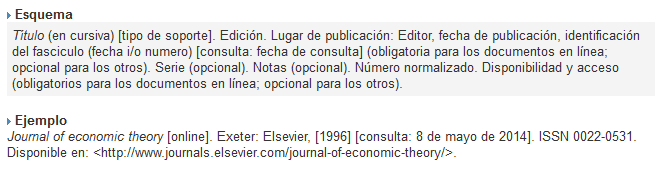 Esquema
Título (en cursiva) [tipo de soporte]. Edición. Lugar de publicación: Editor, fecha de publicación, identificación
del fasciculo (fecha i/o numero) [consulta: fecha de consulta] (obligatoria para los documentos en línea;
opcional para los otros). Serie (opcional). Notas (opcional). Número normalizado. Disponibilidad y acceso
(obligatorios para los documentos en línea; opcional para los otros).
Ejemplo
Journal of economic theory [online]. Exeter: Elsevier, [1996] [consulta: 8 de mayo de 2014]. ISSN 0022-0531.
Disponible en: <http://www.journals.elsevier.com/journal-of-economic-theory/>.